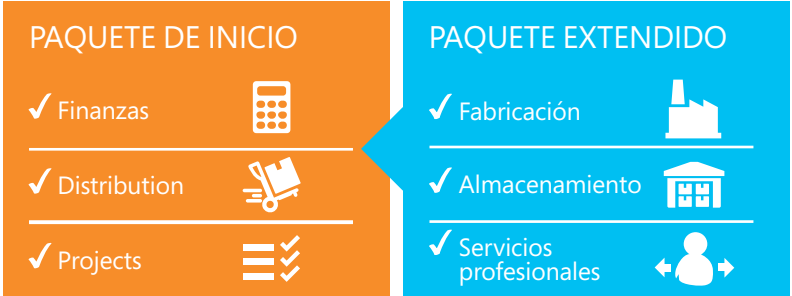 PAQUETE DE INICIO
Finanzas
Distribution
Projects
PAQUETE EXTENDIDO
Fabricación
Almacenamiento
Servicios
profesionales